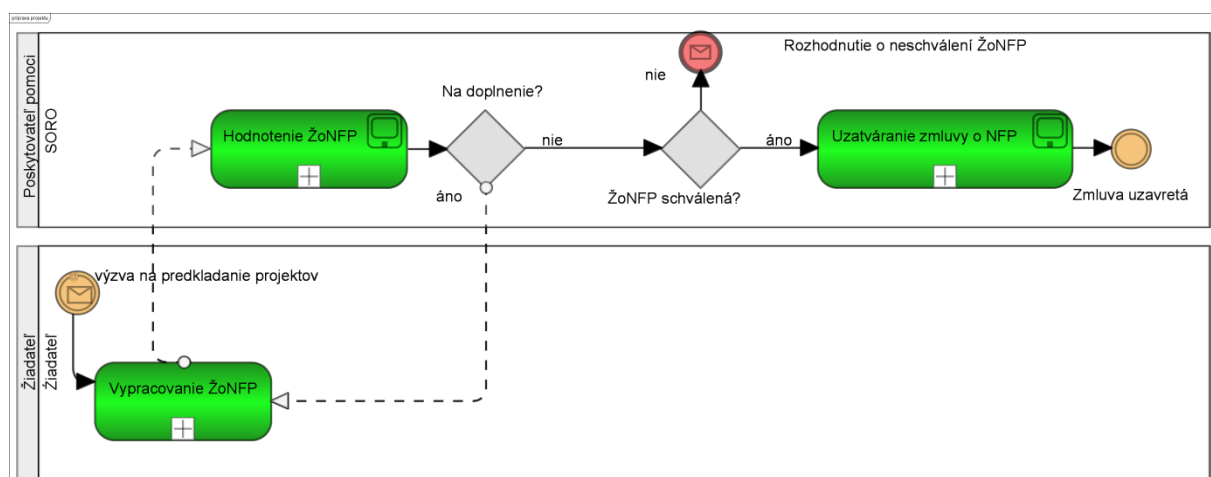 príprava projektu
Poskytovateľ pomoci
SORO
Rozhodnutie o neschválení ŽoNFP
nie
Na doplnenie?
Hodnotenie ŽoNFP
nie
áno
Uzatváranie zmluvy o NFP
áno
ŽoNFP schválená?
Zmluva uzavretá
Žiadateľ
Žiadateľ
výzva na predkladanie projektov
Vypracovanie ŽoNFP